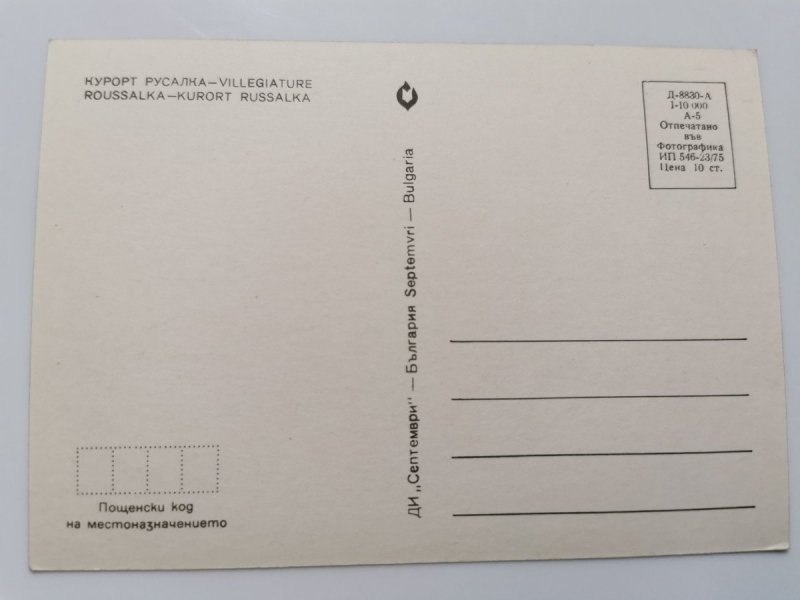 КУРОРТ РУСАЛКА—VILLEGIATURE
ROUSSALKA—KURORT RUSSALKA
Д-8830-А
1-10 000
А-5
Отпечатано
във
Фотографика
ИП 546-23/75
Цена 10 ст.
ДИ „Септември" — България Septemvri — Bulgaria
Пощенски код
на местоназначението